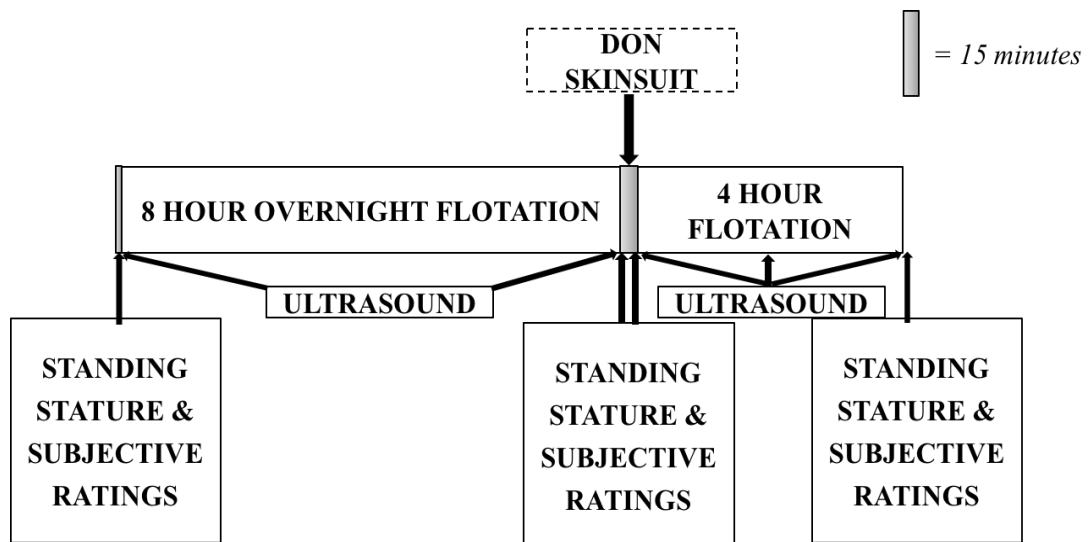 DON
SKINSUIT
= 15 minutes
8 HOUR OVERNIGHT FLOTATION
4 HOUR
FLOTATION
ULTRASOUND
ULTRASOUND
STANDING
STATURE &
SUBJECTIVE
RATINGS
STANDING
STATURE &
SUBJECTIVE
RATINGS
STANDING
STATURE &
SUBJECTIVE
RATINGS